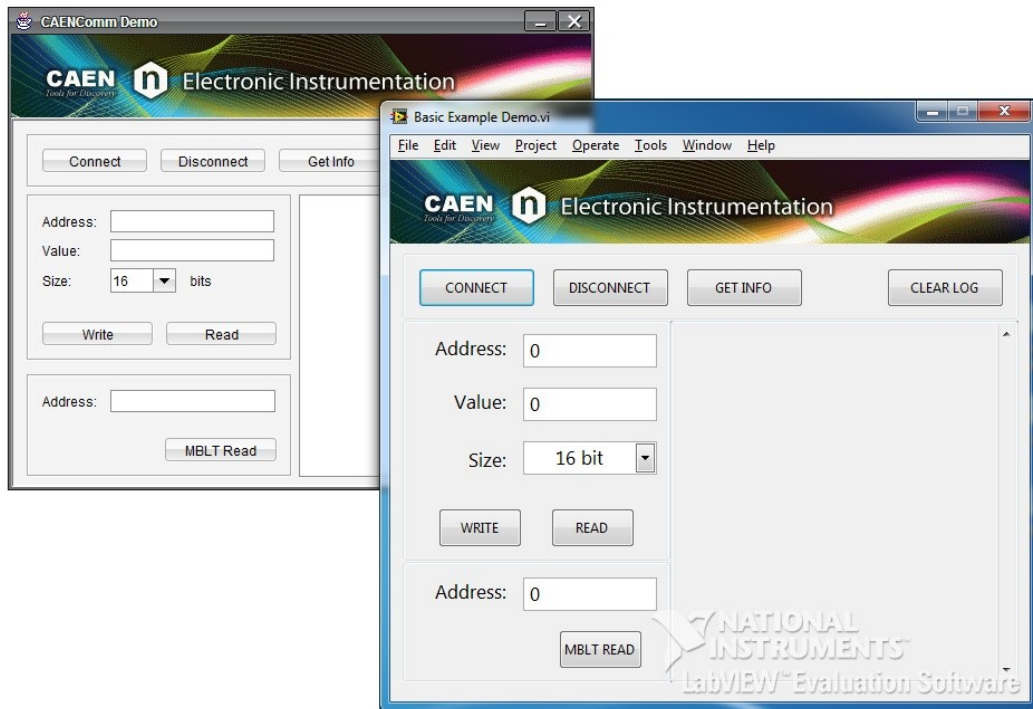 CAENComm Demo
CAEN n Electronic Instrumentation
Tools for Discovery
Connect Disconnect Get Info
Address:
Value:
Size: 16 bits
Write Read
Address:
MBLT Read
Basic Example Demo.vi
File Edit View Project Operate Tools Window Help
CAEN n Electronic Instrumentation
Tools for Discovery
CONNECT DISCONNECT GET INFO CLEAR LOG
Address: 0
Value: 0
Size: 16 bit
WRITE READ
Address: 0
MBLT READ
NATIONAL
INSTRUMENTS™
LabVIEW™ Evaluation Software